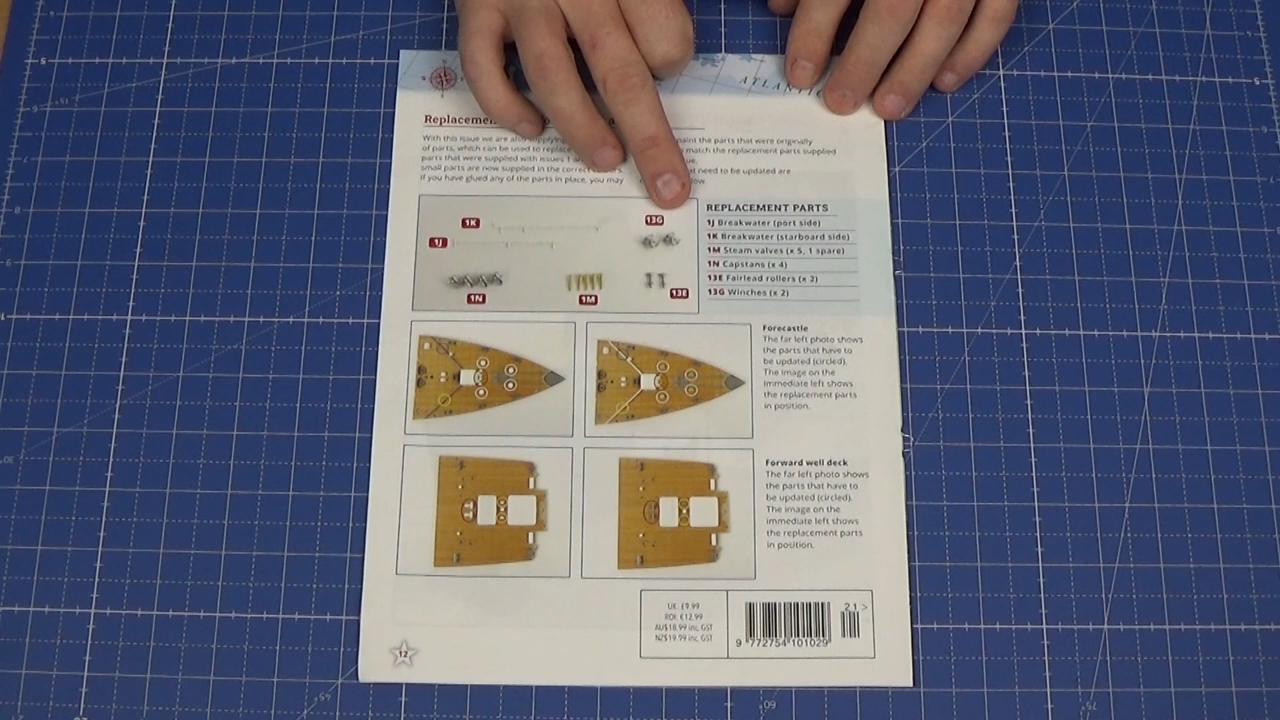 ATLANTIC
Replacemen
With this issue we are also supplying paint the parts that were originally
of parts, which can be used to replace match the replacement parts supplied
parts that were supplied with issues 1 ue.
small parts are now supplied in the correct need to be updated are
If you have glued any of the parts in place, you may low
1K
1J
13G
1N
1M
13E
REPLACEMENT PARTS
1J Breakwater (port side)
1K Breakwater (starboard side)
1M Steam valves (x 5, 1 spare)
1N Capstans (x 4)
13E Fairlead rollers (x 2)
13G Winches (x 2)
Forecastle
The far left photo shows
the parts that have to
be updated (circled).
The image on the
immediate left shows
the replacement parts
in position.
Forward well deck
The far left photo shows
the parts that have to
be updated (circled).
The image on the
immediate left shows
the replacement parts
in position.
UK: £9.99
ROI: €12.99
AU$18.99 inc. GST
NZ$19.99 inc. GST
21>
9 772754 101029
12